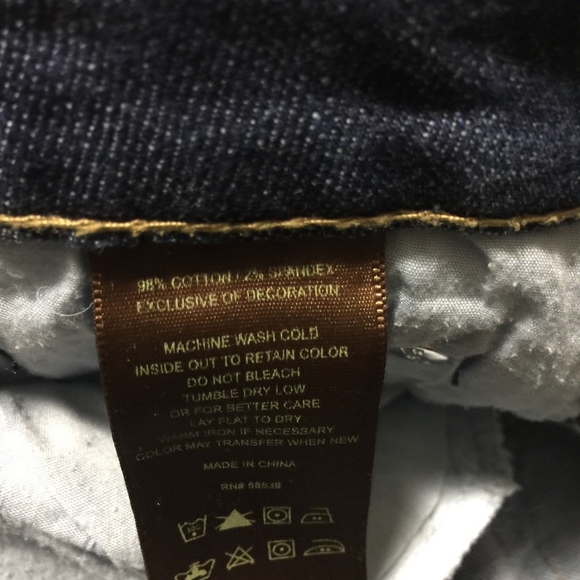 98% COTTON / 2% SPANDEX
EXCLUSIVE OF DECORATION
MACHINE WASH COLD
INSIDE OUT TO RETAIN COLOR
DO NOT BLEACH
TUMBLE DRY LOW
OR FOR BETTER CARE
LAY FLAT TO DRY
WARM IRON IF NECESSARY
COLOR MAY TRANSFER WHEN NEW
MADE IN CHINA
RN#